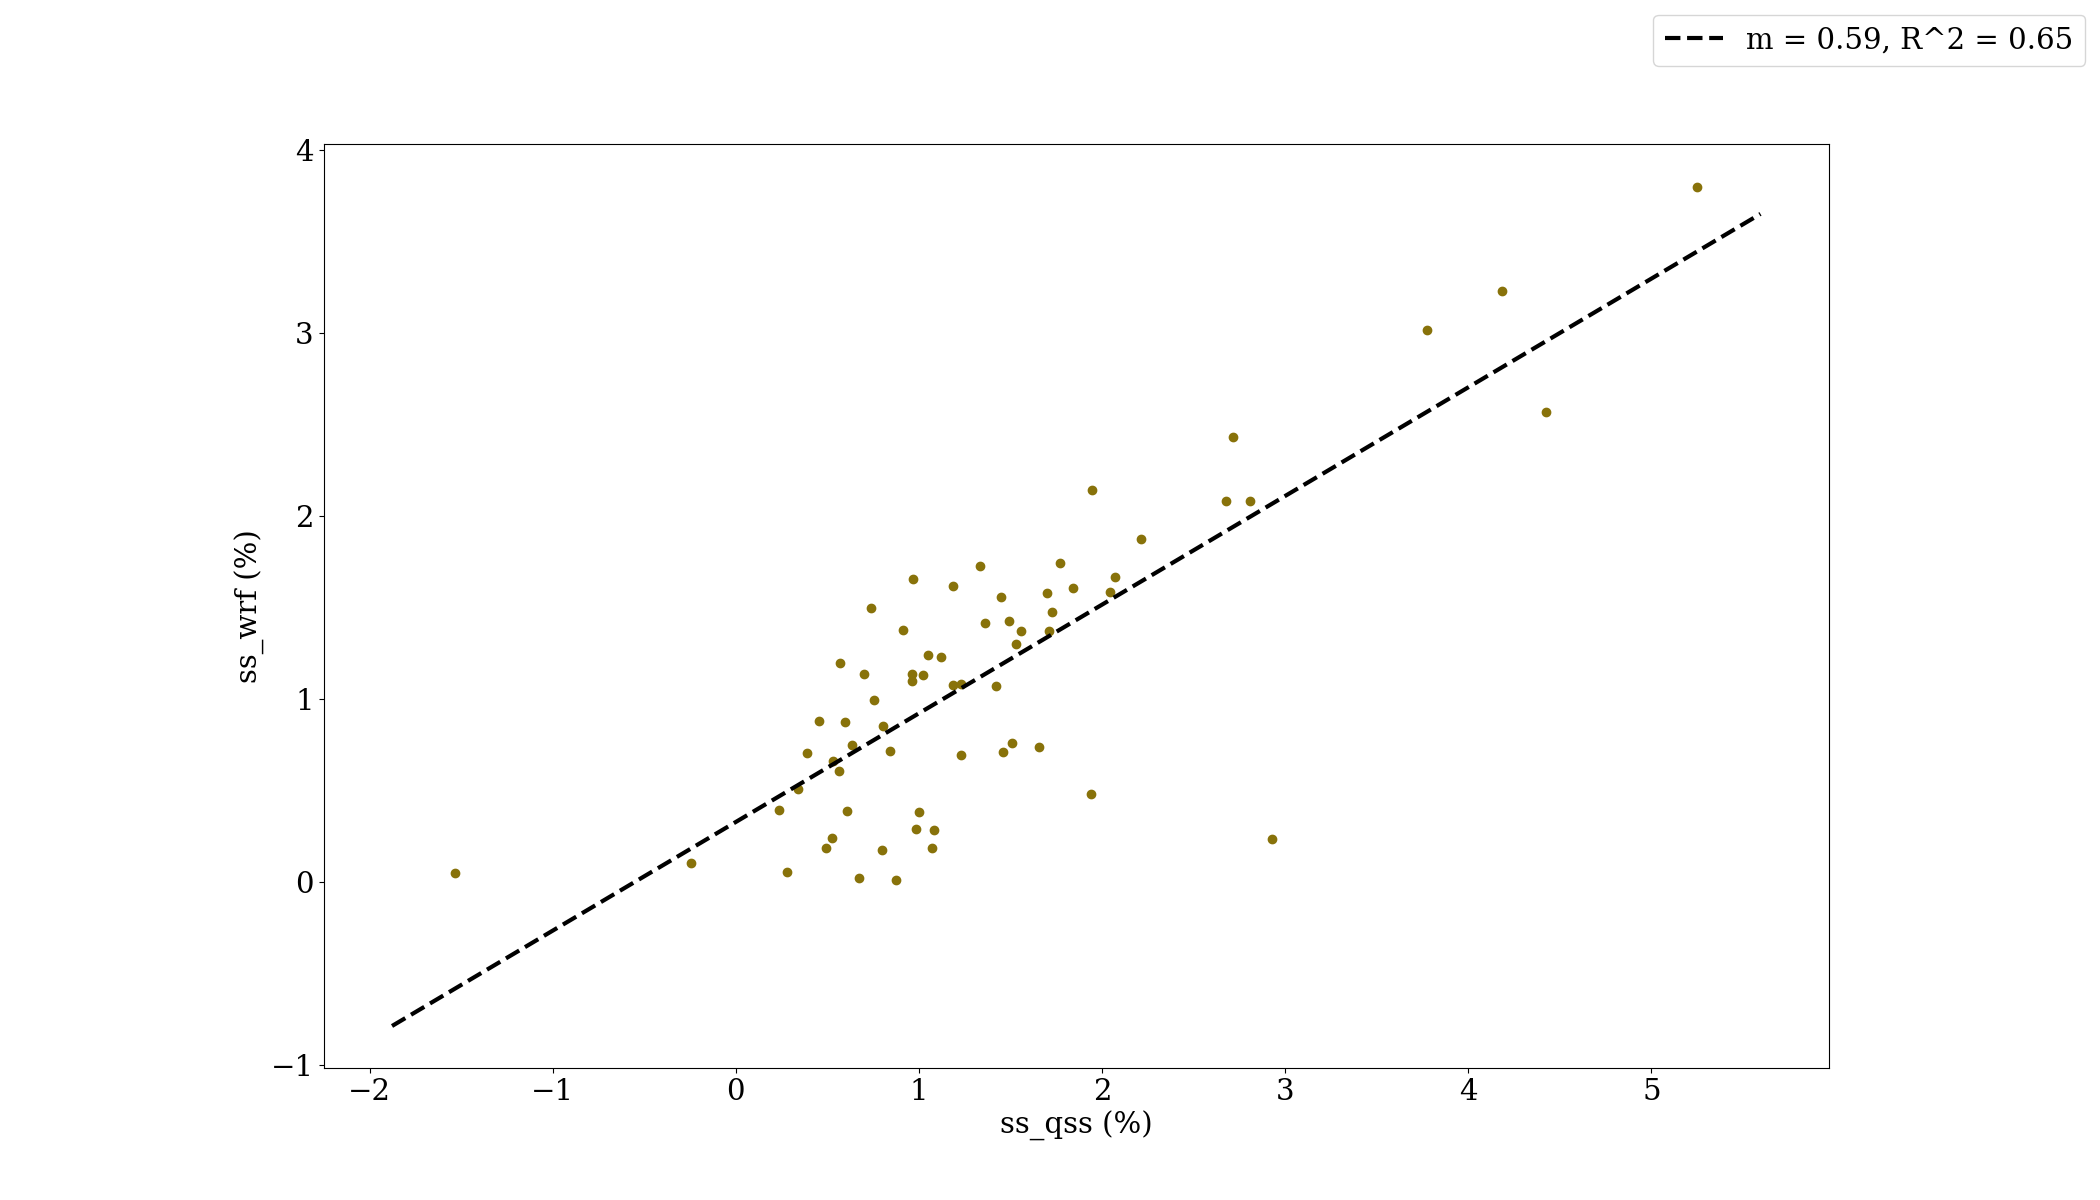 m = 0.59, R^2 = 0.65
4
3
2
1
0
−1
ss_wrf (%)
−2 −1 0 1 2 3 4 5
ss_qss (%)